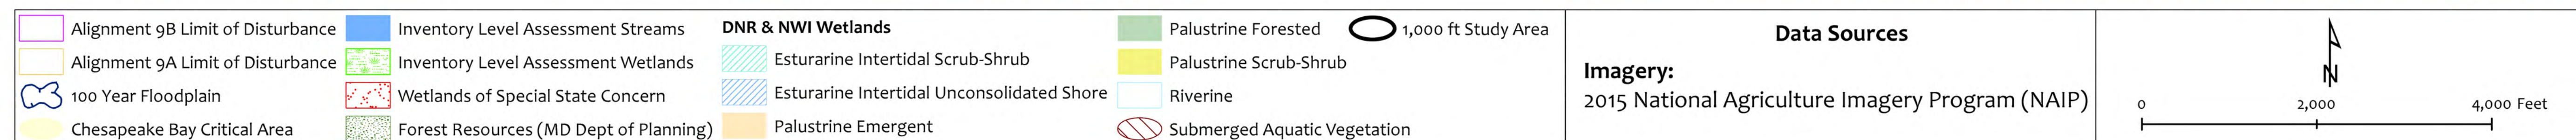 Alignment 9B Limit of Disturbance
Alignment 9A Limit of Disturbance
100 Year Floodplain
Chesapeake Bay Critical Area
Inventory Level Assessment Streams
Inventory Level Assessment Wetlands
Wetlands of Special State Concern
Forest Resources (MD Dept of Planning)
DNR & NWI Wetlands
Esturarine Intertidal Scrub-Shrub
Esturarine Intertidal Unconsolidated Shore
Palustrine Emergent
Palustrine Forested
Palustrine Scrub-Shrub
Riverine
Submerged Aquatic Vegetation
1,000 ft Study Area
Data Sources
Imagery:
2015 National Agriculture Imagery Program (NAIP)
N
0 2,000 4,000 Feet